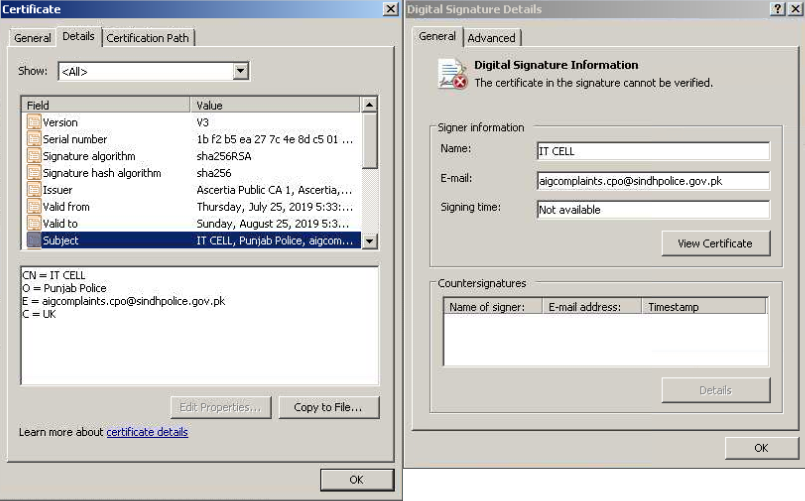 Certificate
General Details Certification Path
Show: <All>
Field Value
Version V3
Serial number 1b f2 b5 ea 27 7c 4e 8d c5 01 ...
Signature algorithm sha256RSA
Signature hash algorithm sha256
Issuer Ascertia Public CA 1, Ascertia,...
Valid from Thursday, July 25, 2019 5:33:...
Valid to Sunday, August 25, 2019 5:3...
Subject IT CELL, Punjab Police, aigcom...
CN = IT CELL
O = Punjab Police
E = aigcomplaints.cpo@sindhpolice.gov.pk
C = UK
Edit Properties... Copy to File...
Learn more about certificate details
OK
Digital Signature Details
General Advanced
Digital Signature Information
The certificate in the signature cannot be verified.
Signer information
Name: IT CELL
E-mail: aigcomplaints.cpo@sindhpolice.gov.pk
Signing time: Not available
View Certificate
Countersignatures
Name of signer: E-mail address: Timestamp
Details
OK